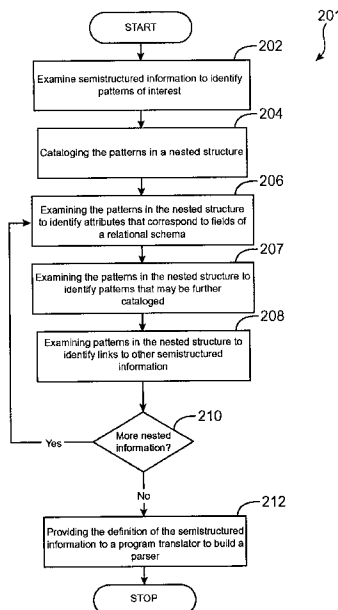 201
START
202
Examine semistructured information to identify
patterns of interest
204
Cataloging the patterns in a nested structure
206
Examining the patterns in the nested structure
to identify attributes that correspond to fields of
a relational schema
207
Examining the patterns in the nested structure
to identify patterns that may be further
cataloged
208
Examining patterns in the nested structure to
identify links to other semistructured
information
210
More nested
information?
Yes
No
212
Providing the definition of the semistructured
information to a program translator to build a
parser
STOP